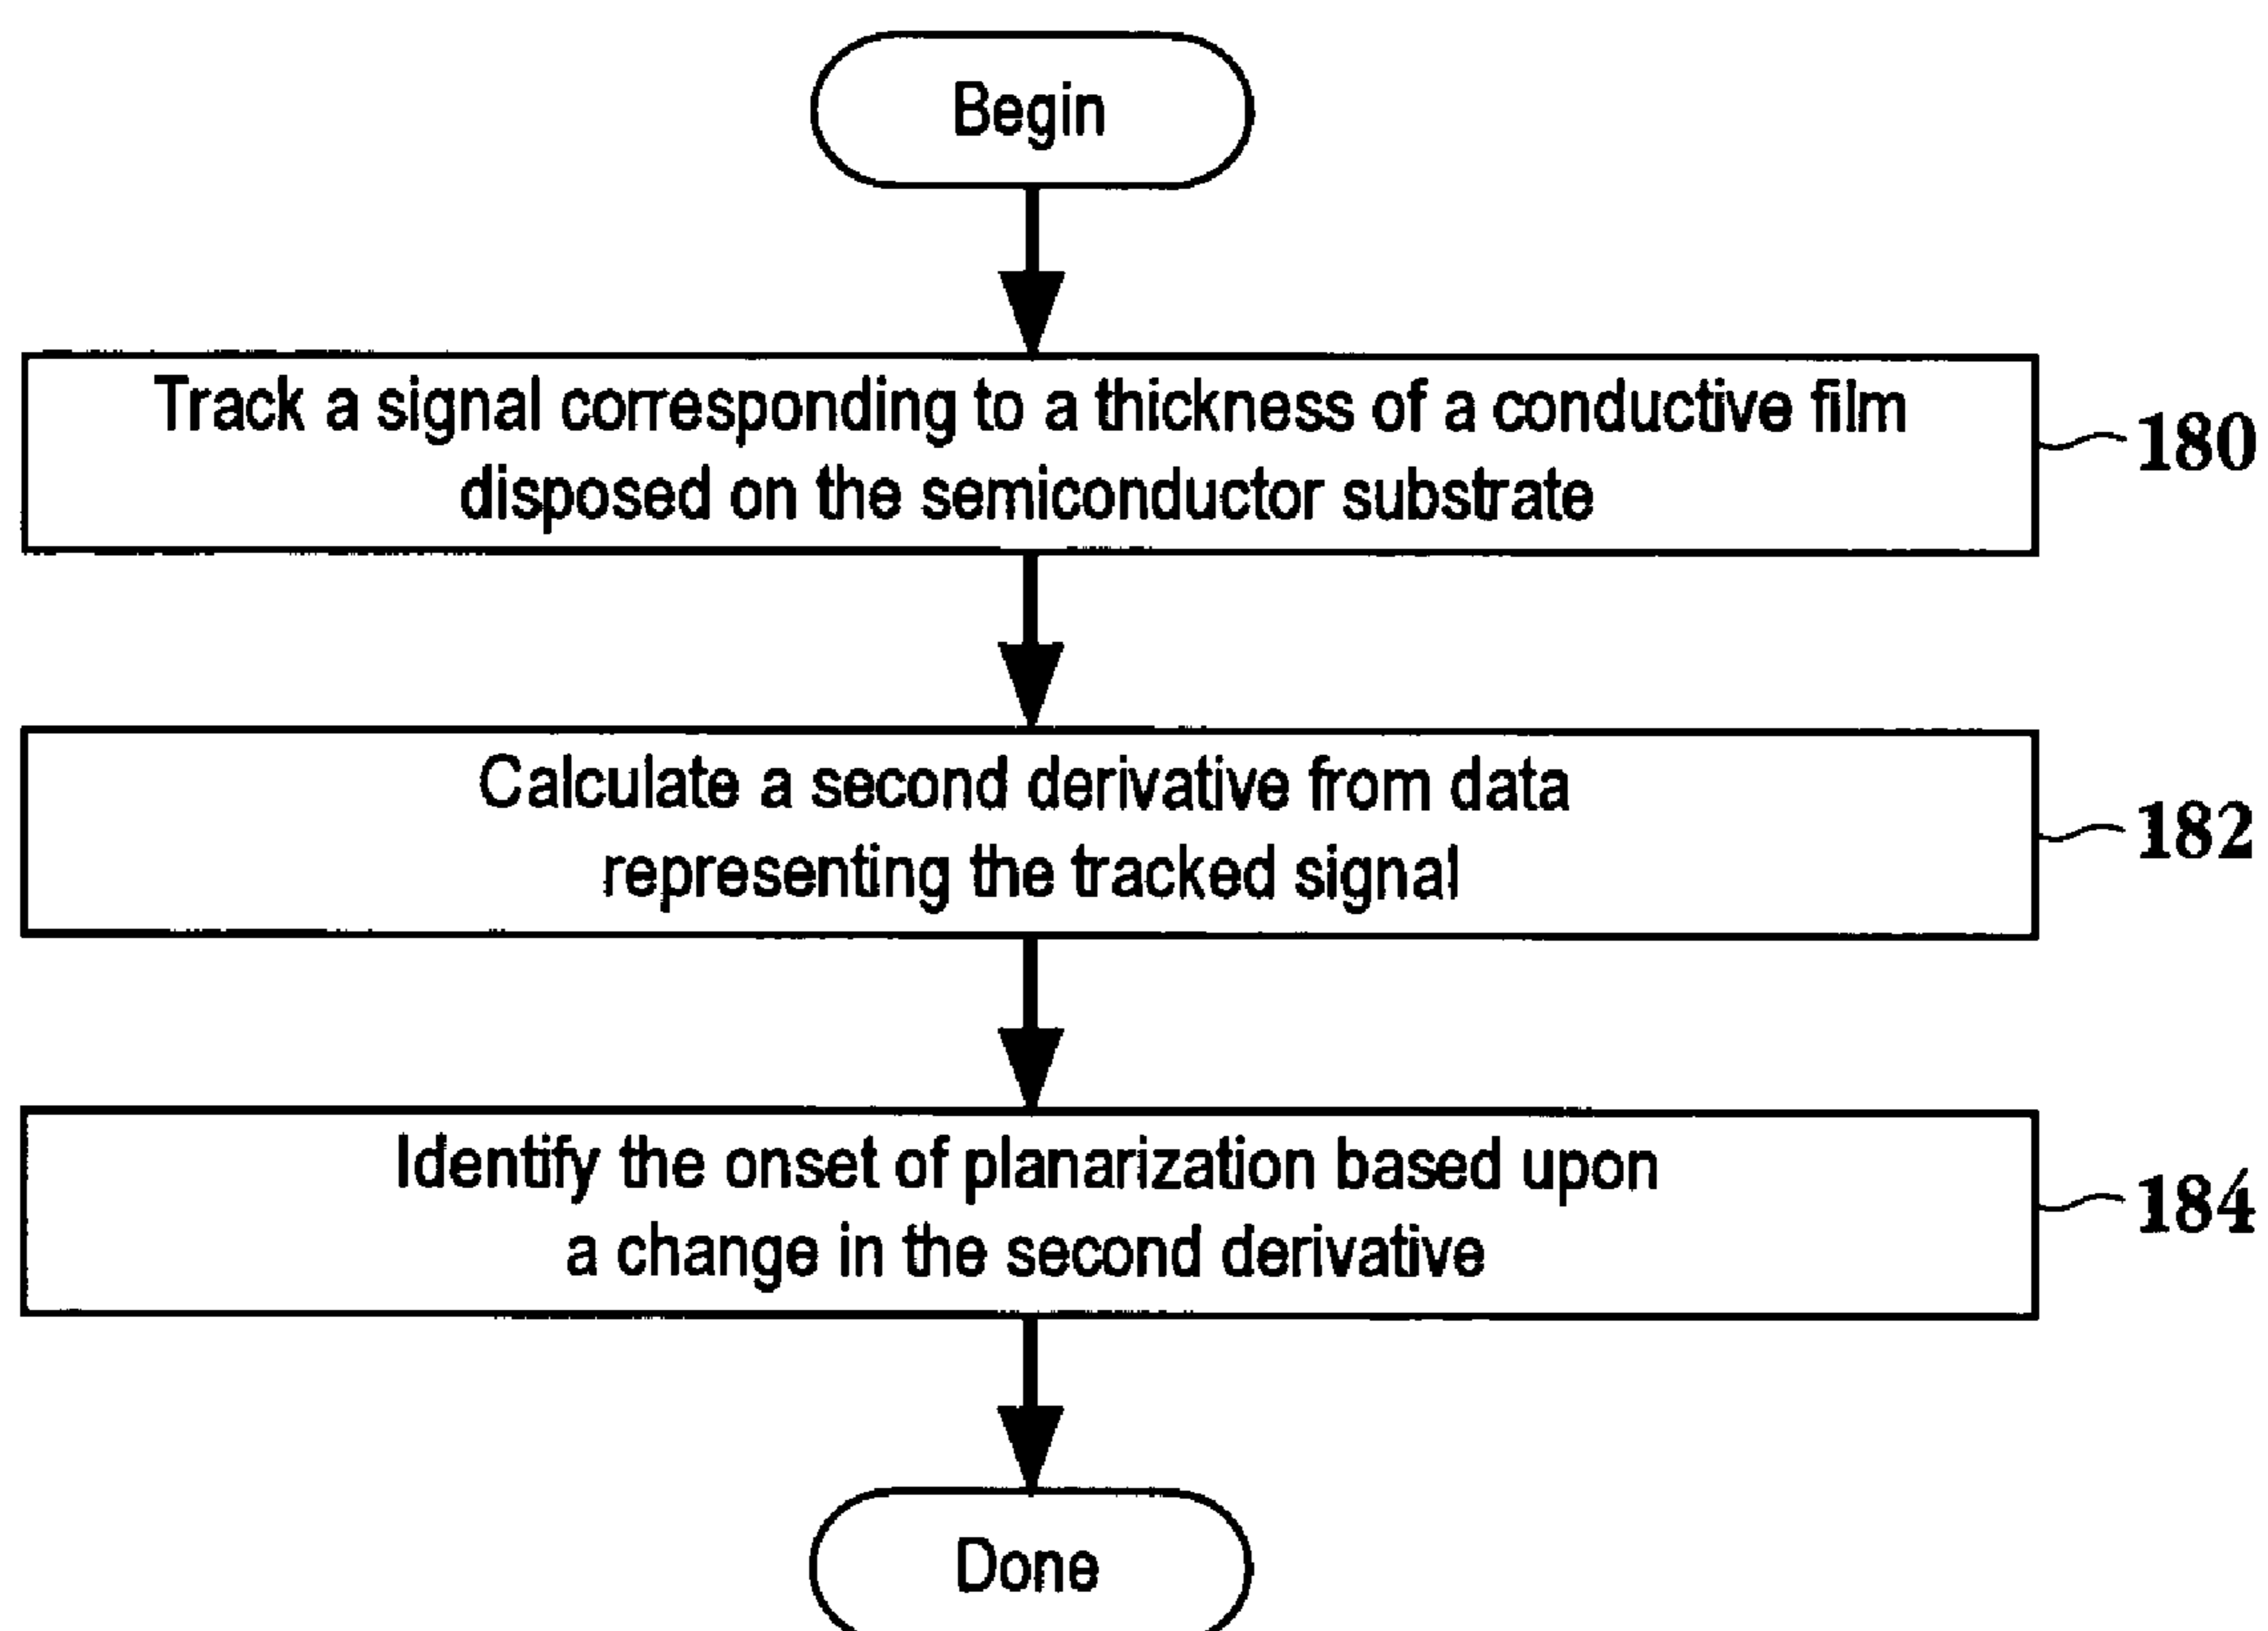 Begin
Track a signal corresponding to a thickness of a conductive film
disposed on the semiconductor substrate
180
Calculate a second derivative from data
representing the tracked signal
182
Identify the onset of planarization based upon
a change in the second derivative
184
Done